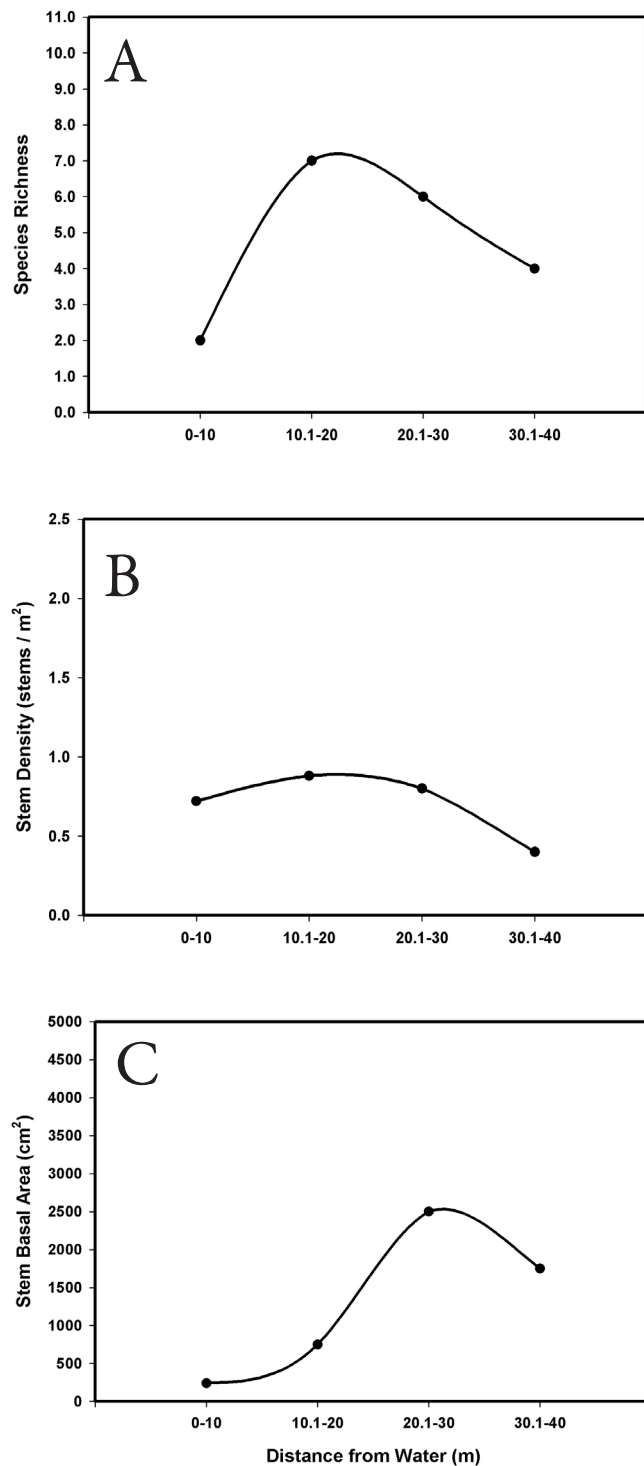 A
Species Richness
11.0
10.0
9.0
8.0
7.0
6.0
5.0
4.0
3.0
2.0
1.0
0.0
0-10 10.1-20 20.1-30 30.1-40
B
Stem Density (stems / m²)
2.5
2.0
1.5
1.0
0.5
0.0
0-10 10.1-20 20.1-30 30.1-40
C
Stem Basal Area (cm²)
5000
4500
4000
3500
3000
2500
2000
1500
1000
500
0
0-10 10.1-20 20.1-30 30.1-40
Distance from Water (m)